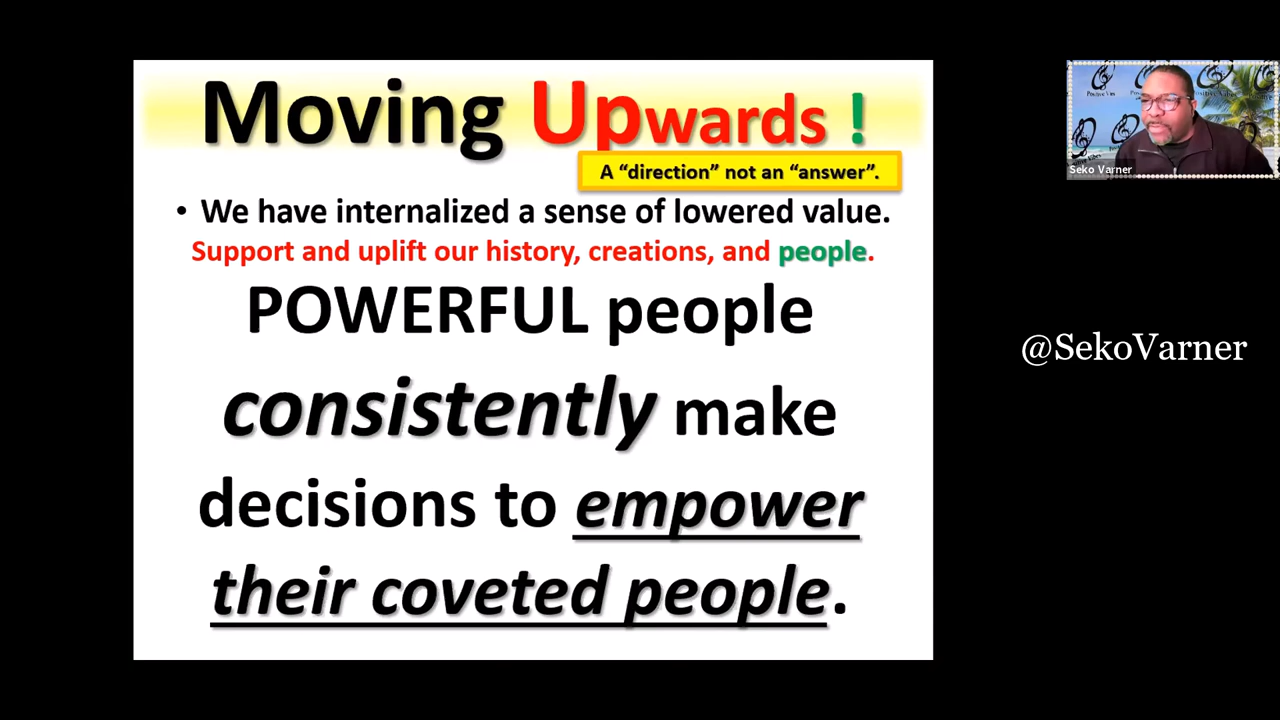 Moving Upwards !
A “direction” not an “answer”.
• We have internalized a sense of lowered value.
Support and uplift our history, creations, and people.
POWERFUL people
consistently make
decisions to empower
their coveted people.
Seko Varner
@SekoVarner